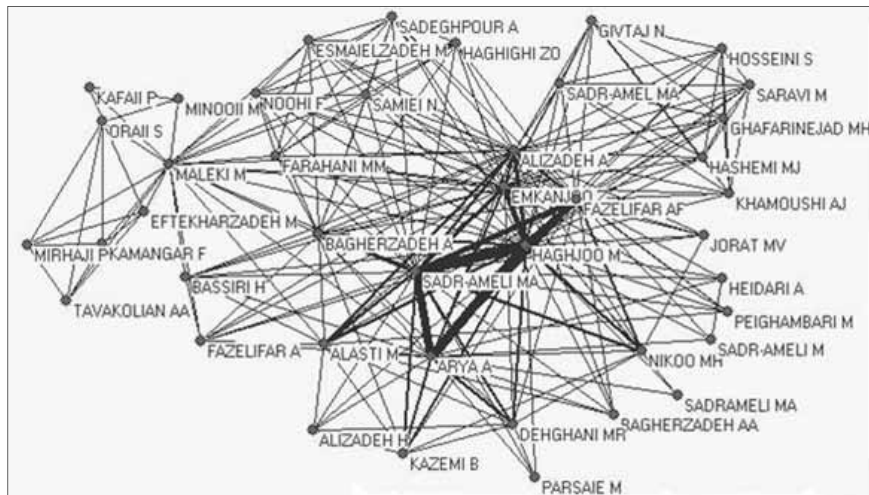 SADEGHPOUR A
GIVTAJ N
ESMAIELZADEH M
HAGHIGHI ZO
HOSSEINI S
KAFAII P
MINOOII M
NOOHI F
SAMIEI N
SADR-AMEL MA
SARAVI M
ORAII S
GHAFARINEJAD MH
FARAHANI MM
ALIZADEH A
HASHEMI MJ
MALEKI M
EMKANJOO
FAZELIFAR AF
KHAMOUSHI AJ
EFTEKHARZADEH M
BAGHERZADEH A
JORAT MV
MIRHAJI P
KAMANGAR F
HAGHJOO M
BASSIRI H
SADR-AMELI MA
HEIDARI A
TAVAKOLIAN AA
PEIGHAMBARI M
FAZELIFAR A
ALASTI M
ARYA A
NIKOO MH
SADR-AMELI M
SADRAMELI MA
BAGHERZADEH AA
ALIZADEH H
DEHGHANI MR
KAZEMI B
PARSAIE M